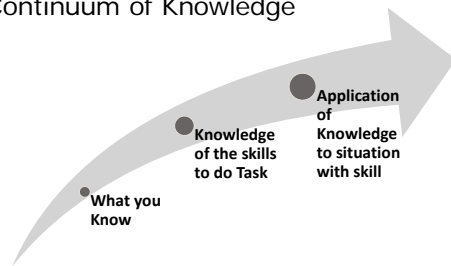 Continuum of Knowledge
Application
of
Knowledge
to situation
with skill
Knowledge
of the skills
to do Task
What you
Know